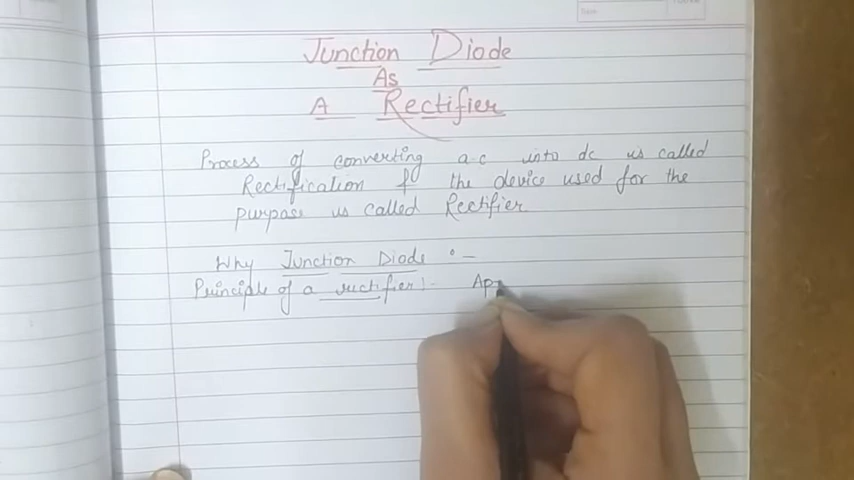 Junction Diode
As
A Rectifier
Process of converting a.c into dc is called
Rectification & the device used for the
purpose is called Rectifier
Why Junction Diode :-
Principle of a rectifier :- Ap